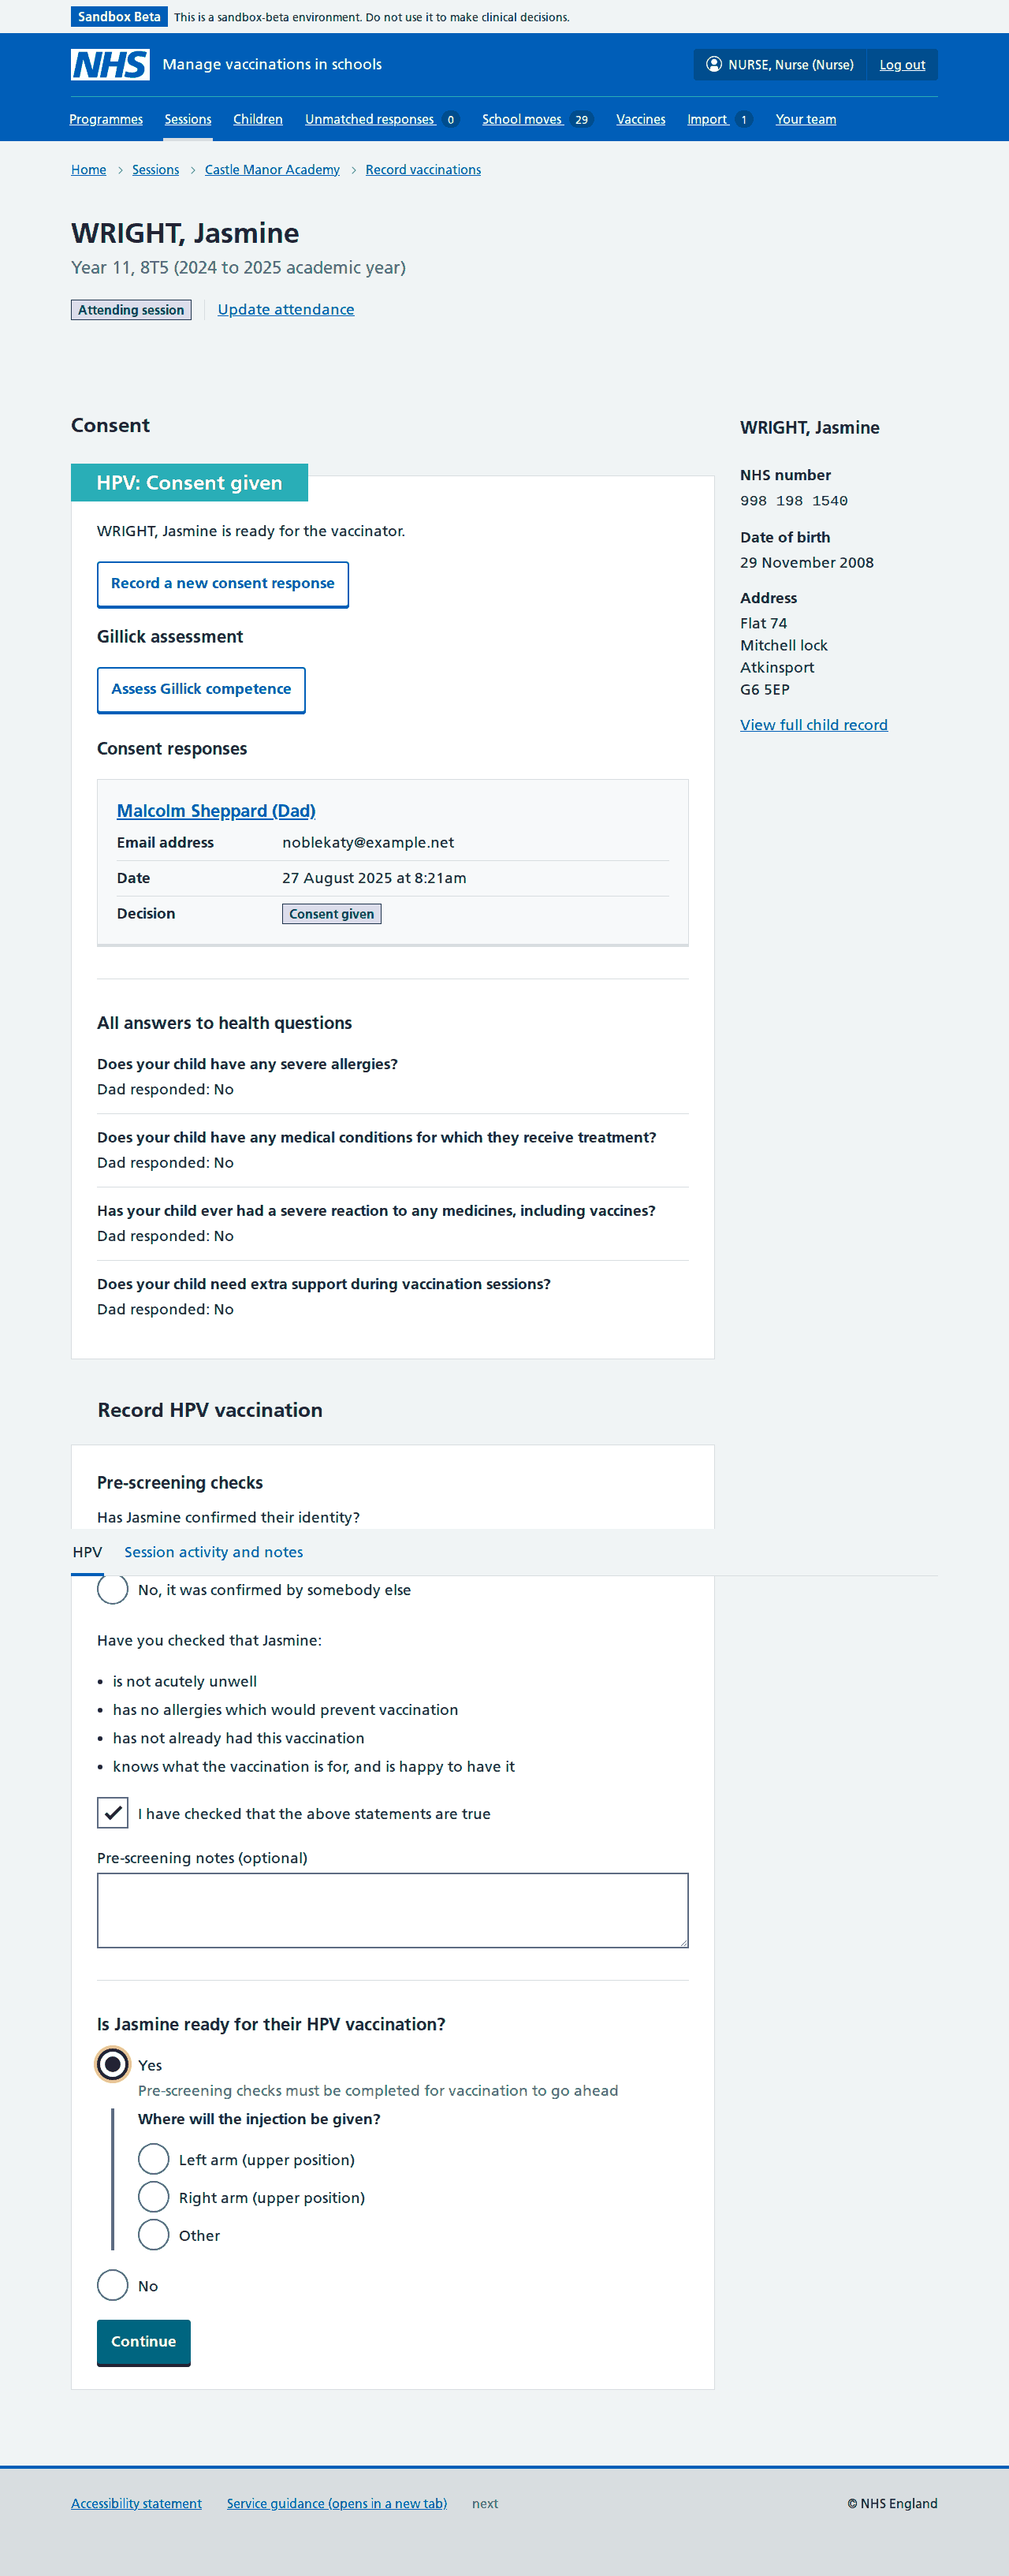 Sandbox Beta This is a sandbox-beta environment. Do not use it to make clinical decisions.
NHS Manage vaccinations in schools NURSE, Nurse (Nurse) Log out
Programmes Sessions Children Unmatched responses 0 School moves 29 Vaccines Import 1 Your team
Home Sessions Castle Manor Academy Record vaccinations
WRIGHT, Jasmine
Year 11, 8T5 (2024 to 2025 academic year)
Attending session Update attendance
Consent
HPV: Consent given
WRIGHT, Jasmine is ready for the vaccinator.
Record a new consent response
Gillick assessment
Assess Gillick competence
Consent responses
Malcolm Sheppard (Dad)
Email address noblekaty@example.net
Date 27 August 2025 at 8:21am
Decision Consent given
All answers to health questions
Does your child have any severe allergies?
Dad responded: No
Does your child have any medical conditions for which they receive treatment?
Dad responded: No
Has your child ever had a severe reaction to any medicines, including vaccines?
Dad responded: No
Does your child need extra support during vaccination sessions?
Dad responded: No
WRIGHT, Jasmine
NHS number
998 198 1540
Date of birth
29 November 2008
Address
Flat 74
Mitchell lock
Atkinsport
G6 5EP
View full child record
Record HPV vaccination
Pre-screening checks
Has Jasmine confirmed their identity?
HPV Session activity and notes
No, it was confirmed by somebody else
Have you checked that Jasmine:
• is not acutely unwell
• has no allergies which would prevent vaccination
• has not already had this vaccination
• knows what the vaccination is for, and is happy to have it
I have checked that the above statements are true
Pre-screening notes (optional)
Is Jasmine ready for their HPV vaccination?
Yes
Pre-screening checks must be completed for vaccination to go ahead
Where will the injection be given?
Left arm (upper position)
Right arm (upper position)
Other
No
Continue
Accessibility statement Service guidance (opens in a new tab) next © NHS England